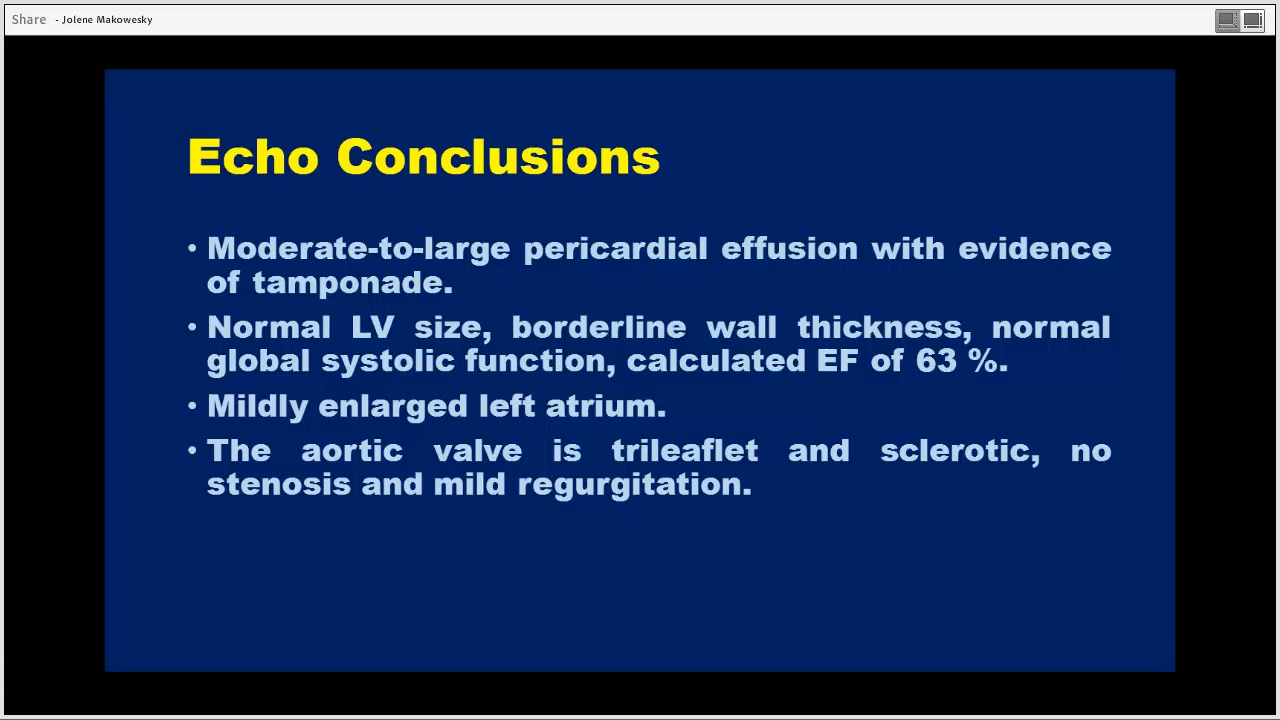 Share - Jolene Makowesky
Echo Conclusions
• Moderate-to-large pericardial effusion with evidence
of tamponade.
• Normal LV size, borderline wall thickness, normal
global systolic function, calculated EF of 63 %.
• Mildly enlarged left atrium.
• The aortic valve is trileaflet and sclerotic, no
stenosis and mild regurgitation.